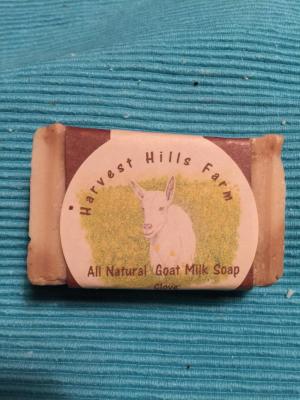 Harvest Hills Farm
All Natural Goat Milk Soap
Clove